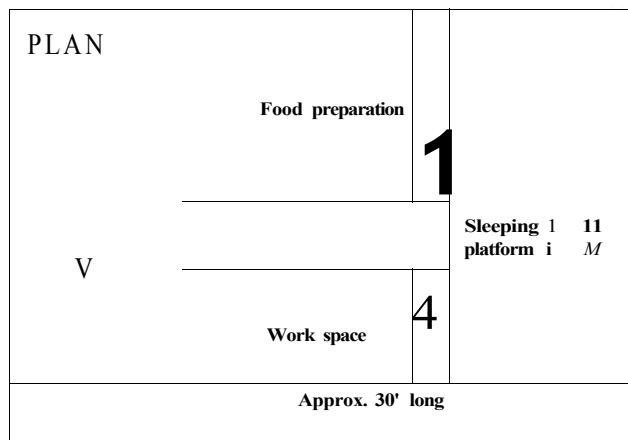 PLAN
Food preparation
1
Sleeping 1 11
platform i M
V
4
Work space
Approx. 30' long